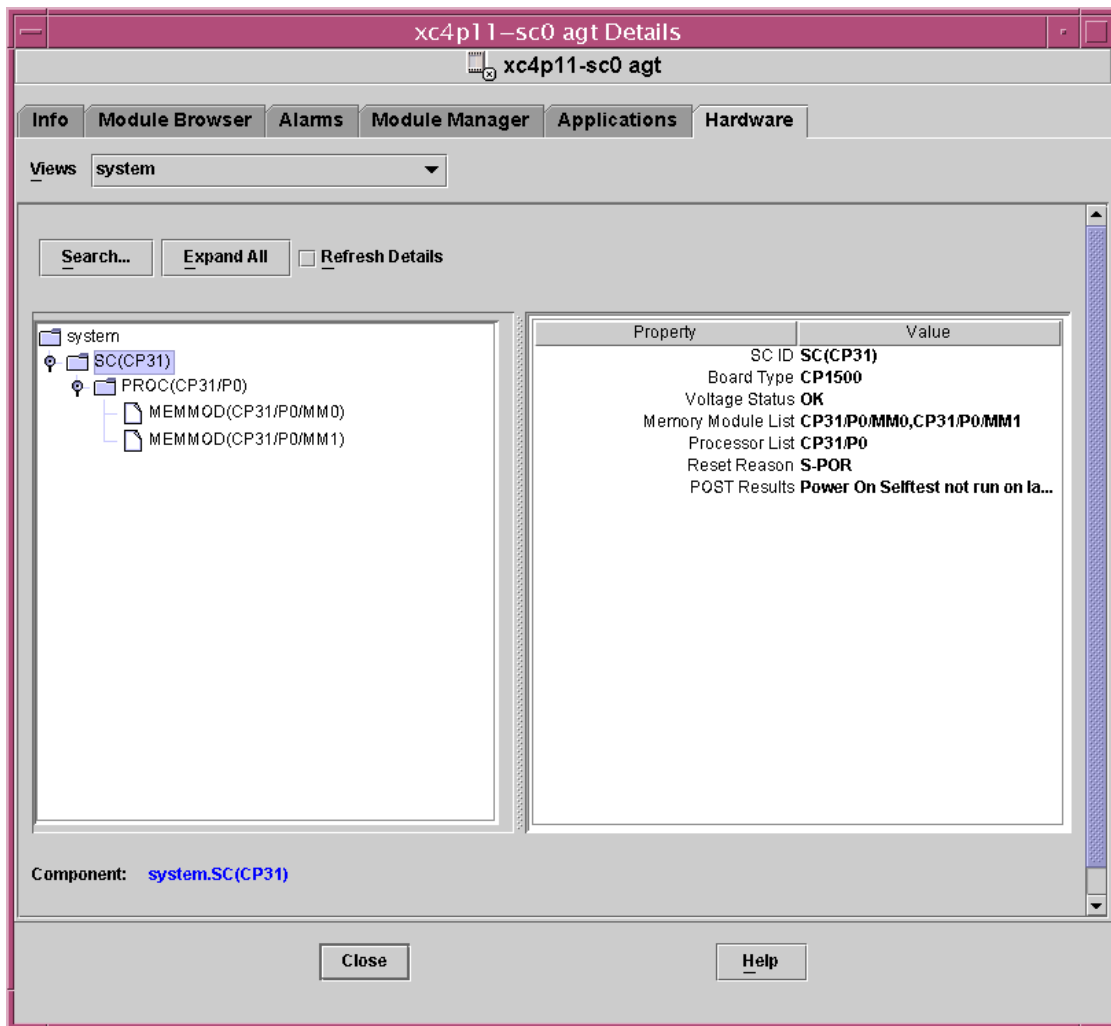 xc4p11-sc0 agt Details
xc4p11-sc0 agt
Info Module Browser Alarms Module Manager Applications Hardware
Views system
Search... Expand All Refresh Details
system
SC(CP31)
PROC(CP31/P0)
MEMMOD(CP31/P0/MM0)
MEMMOD(CP31/P0/MM1)
Property Value
SC ID SC(CP31)
Board Type CP1500
Voltage Status OK
Memory Module List CP31/P0/MM0,CP31/P0/MM1
Processor List CP31/P0
Reset Reason S-POR
POST Results Power On Selftest not run on la...
Component: system.SC(CP31)
Close Help